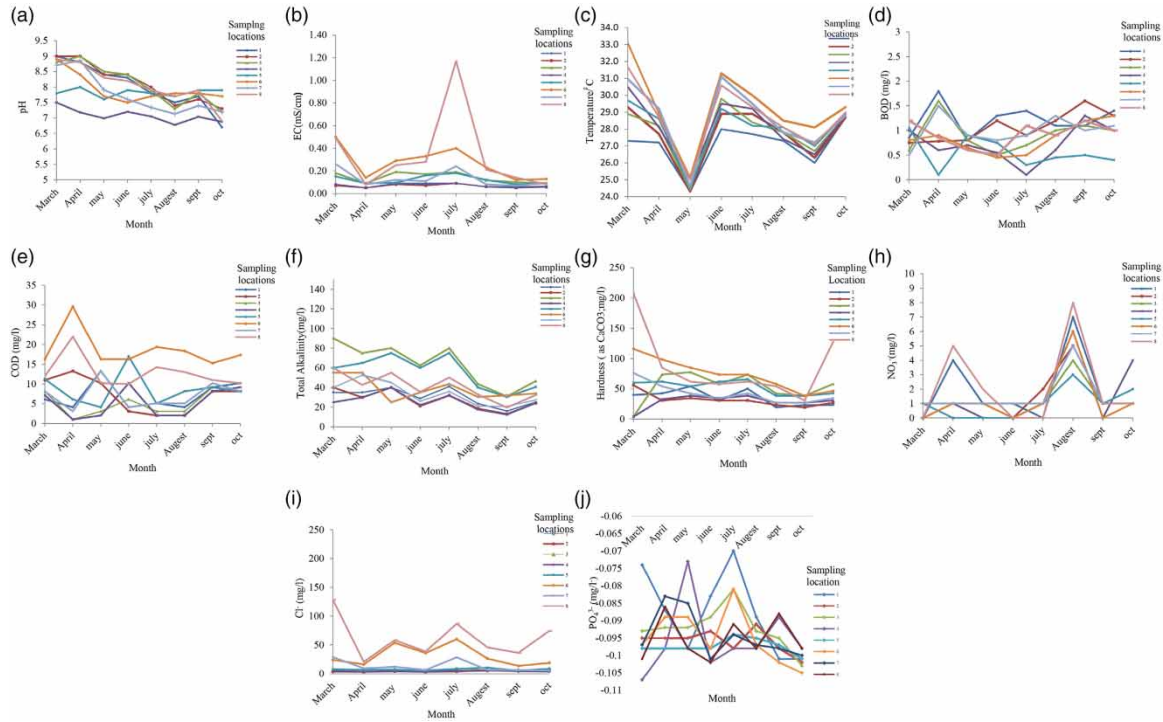 (a)
Sampling
locations
9.5
9
8.5
8
7.5
7
6.5
6
5.5
5
pH
1
2
3
4
5
6
7
8
March
April
may
june
july
Augest
sept
oct
Month
(b)
Sampling
locations
1.40
1.20
1.00
0.80
0.60
0.40
0.20
0.00
EC(mS/cm)
March
April
may
june
july
Augest
sept
oct
Month
(c)
Sampling
locations
34.0
33.0
32.0
31.0
30.0
29.0
28.0
27.0
26.0
25.0
24.0
March
April
may
june
july
Augest
sept
oct
Month
(d)
Sampling
locations
3
2.5
2
1.5
1
0.5
0
BOD (mg/l)
March
April
may
june
july
Augest
sept
oct
Month
(e)
Sampling
locations
35
30
25
20
15
10
5
0
COD (mg/l)
March
April
may
june
july
Augest
sept
oct
Month
(f)
Sampling
locations
140
120
100
80
60
40
20
0
Total Alkalinity(mg/l)
March
April
may
june
july
Augest
sept
oct
Month
(g)
Sampling
Location
250
200
150
100
50
0
Hardness ( as CaCO3;mg/l)
March
April
may
june
july
Augest
sept
oct
Month
(h)
Sampling
locations
10
9
8
7
6
5
4
3
2
1
0
March
April
may
june
july
Augest
sept
oct
Month
(i)
Sampling
locations
250
200
150
100
50
0
Cl⁻ (mg/l)
March
April
may
june
july
Augest
sept
oct
Month
(j)
-0.06
-0.065
-0.07
-0.075
-0.08
-0.085
-0.09
-0.095
-0.1
-0.105
-0.11
March
April
may
june
july
Augest
sept
oct
Sampling
location
Month